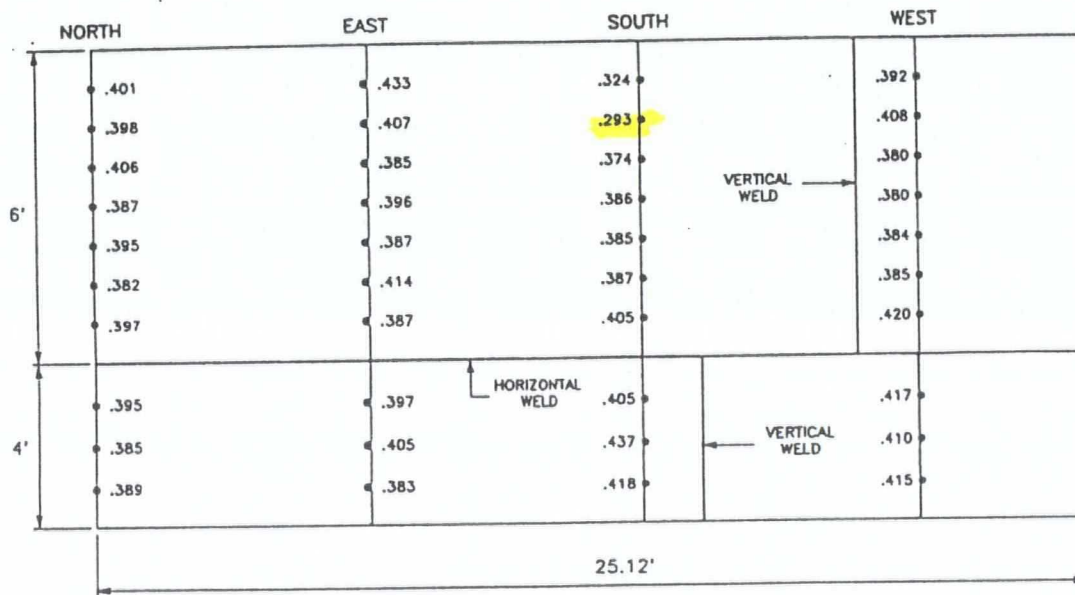 NORTH EAST SOUTH WEST
.401 .433 .324 .392
.398 .407 .293 .408
.406 .385 .374 .380
6' .387 .396 .386 VERTICAL WELD .380
.395 .387 .385 .384
.382 .414 .387 .385
.397 .387 .405 .420
HORIZONTAL
WELD
.395 .397 .405 .417
4' .385 .405 .437 VERTICAL WELD .410
.389 .383 .418 .415
25.12'